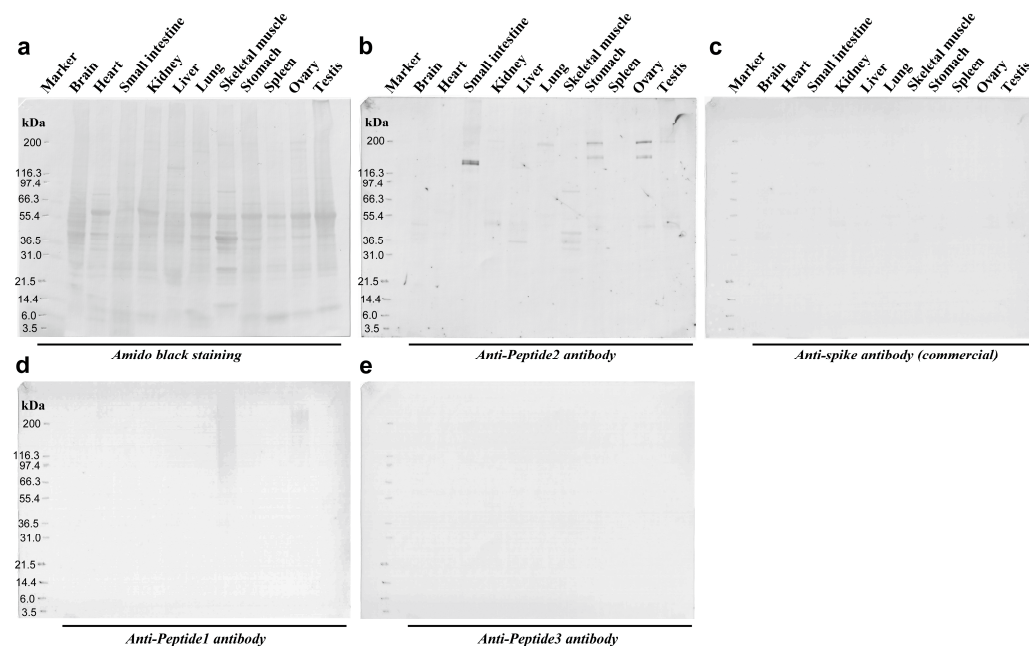 a
Marker
Brain
Heart
Small intestine
Kidney
Liver
Lung
Skeletal muscle
Stomach
Spleen
Ovary
Testis
kDa
200
116.3
97.4
66.3
55.4
36.5
31.0
21.5
14.4
6.0
3.5
Amido black staining
b
Marker
Brain
Heart
Small intestine
Kidney
Liver
Lung
Skeletal muscle
Stomach
Spleen
Ovary
Testis
kDa
200
116.3
97.4
66.3
55.4
36.5
31.0
21.5
14.4
6.0
3.5
Anti-Peptide2 antibody
c
Marker
Brain
Heart
Small intestine
Kidney
Liver
Lung
Skeletal muscle
Stomach
Spleen
Ovary
Testis
Anti-spike antibody (commercial)
d
kDa
200
116.3
97.4
66.3
55.4
36.5
31.0
21.5
14.4
6.0
3.5
Anti-Peptide1 antibody
e
Anti-Peptide3 antibody